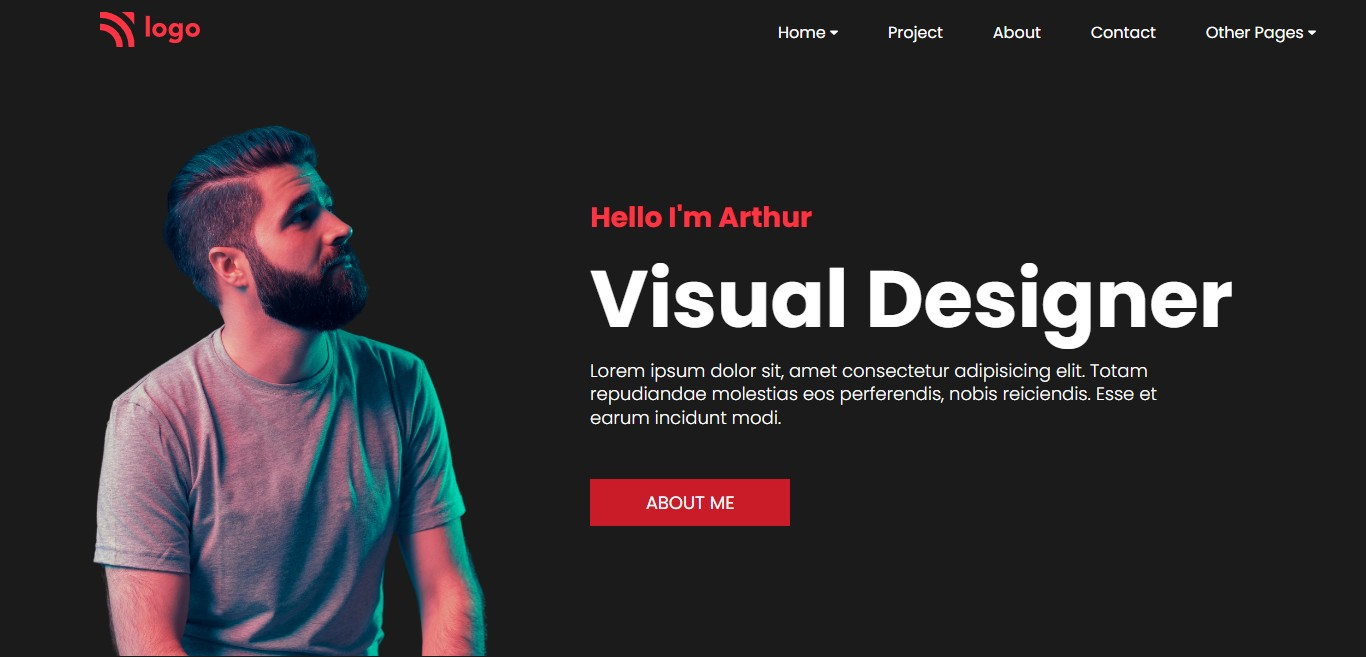 logo
Home
Project
About
Contact
Other Pages
Hello I'm Arthur
Visual Designer
Lorem ipsum dolor sit, amet consectetur adipisicing elit. Totam
repudiandae molestias eos perferendis, nobis reiciendis. Esse et
earum incidunt modi.
ABOUT ME